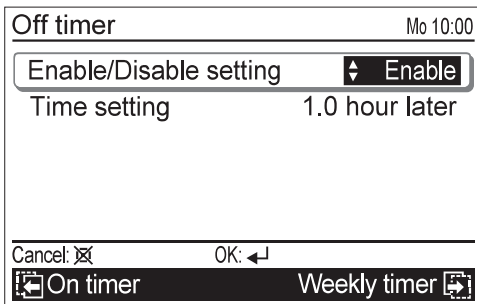 Off timer Mo 10:00
Enable/Disable setting Enable
Time setting 1.0 hour later
Cancel: OK:
On timer Weekly timer